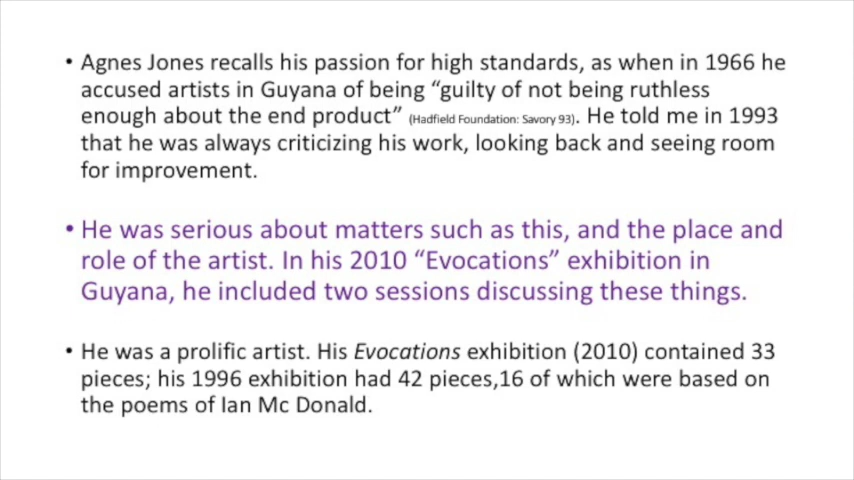 • Agnes Jones recalls his passion for high standards, as when in 1966 he
accused artists in Guyana of being “guilty of not being ruthless
enough about the end product” (Hadfield Foundation: Savory 93). He told me in 1993
that he was always criticizing his work, looking back and seeing room
for improvement.
• He was serious about matters such as this, and the place and
role of the artist. In his 2010 “Evocations” exhibition in
Guyana, he included two sessions discussing these things.
• He was a prolific artist. His Evocations exhibition (2010) contained 33
pieces; his 1996 exhibition had 42 pieces,16 of which were based on
the poems of Ian Mc Donald.